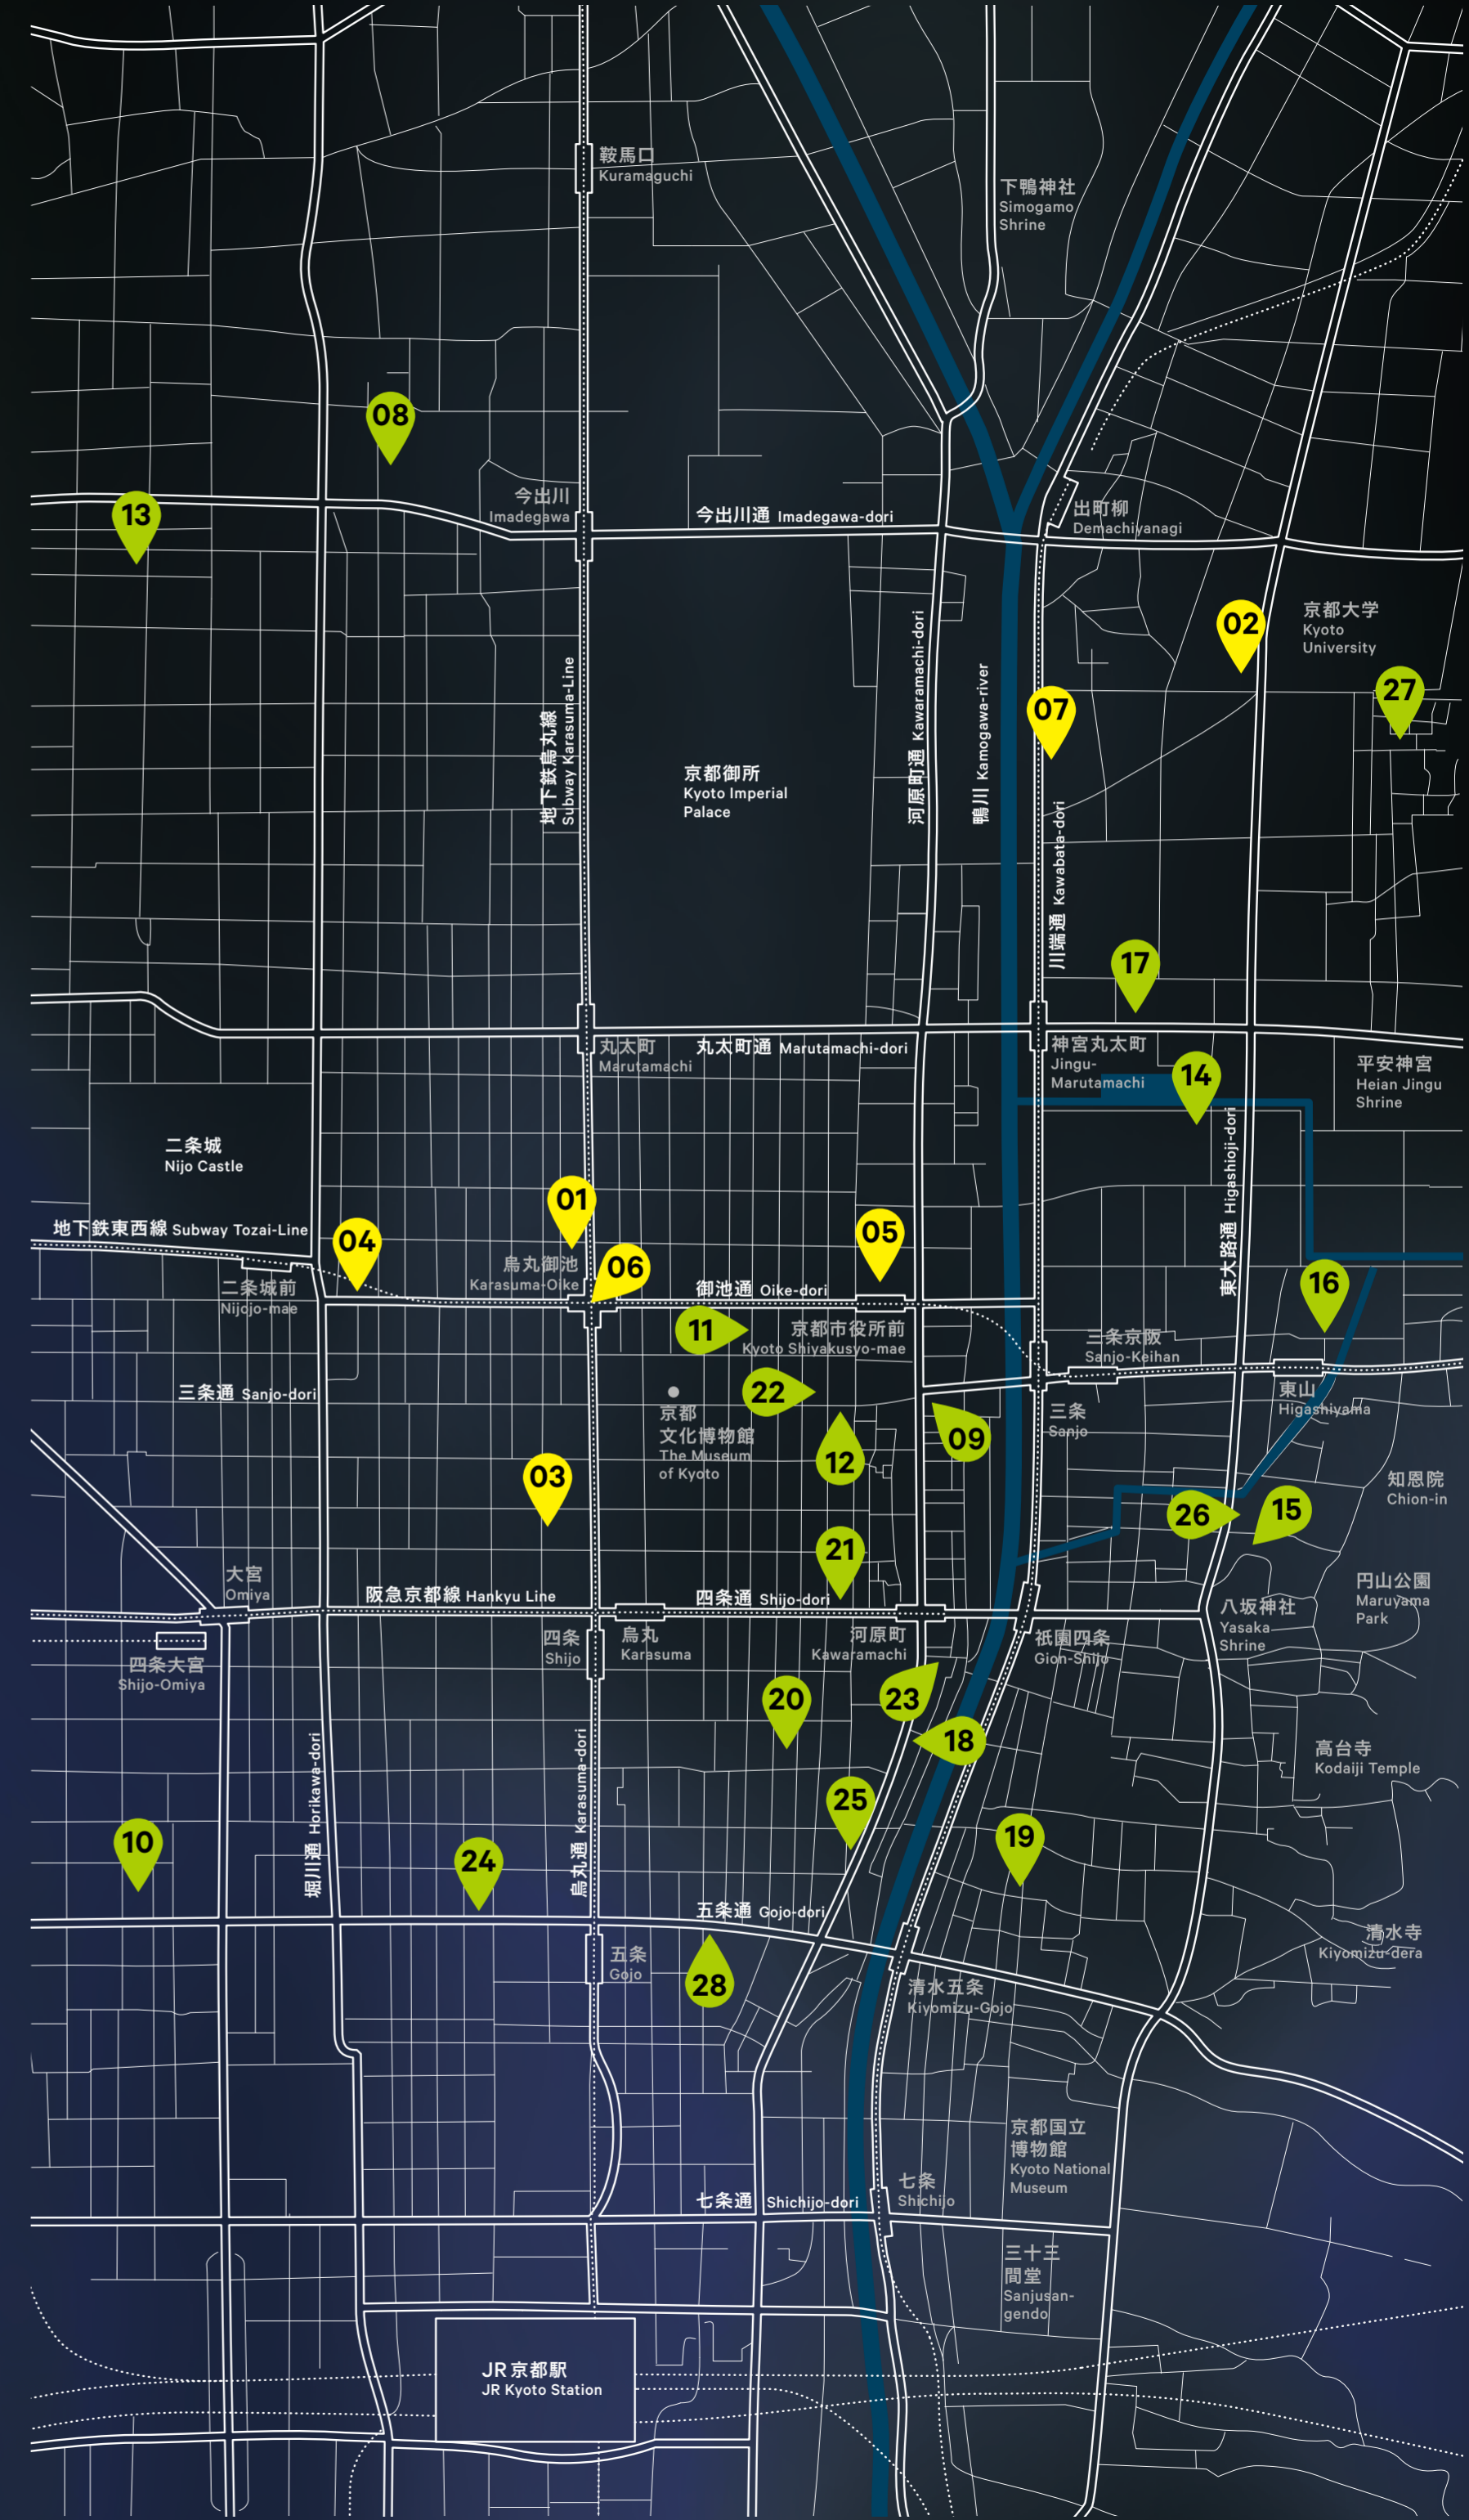 鞍馬口
Kuramaguchi
下鴨神社
Simogamo
Shrine
08
13
今出川
Imadegawa
今出川通 Imadegawa-dori
出町柳
Demachiyanagi
02
京都大学
Kyoto
University
27
07
地下鉄烏丸線
Subway Karasuma-Line
京都御所
Kyoto Imperial
Palace
河原町通 Kawaramachi-dori
鴨川 Kamogawa-river
川端通 Kawabata-dori
17
丸太町
Marutamachi
丸太町通 Marutamachi-dori
神宮丸太町
Jingu-
Marutamachi
14
平安神宮
Heian Jingu
Shrine
二条城
Nijo Castle
東大路通 Higashioji-dori
地下鉄東西線 Subway Tozai-Line
04
01
05
烏丸御池
Karasuma-Oike
06
二条城前
Nijojo-mae
御池通 Oike-dori
16
11
京都市役所前
Kyoto Shiyakusyo-mae
三条京阪
Sanjo-Keihan
三条通 Sanjo-dori
22
東山
Higashiyama
京都
文化博物館
The Museum
of Kyoto
三条
Sanjo
09
12
03
知恩院
Chion-in
26
15
21
大宮
Omiya
阪急京都線 Hankyu Line
四条通 Shijo-dori
円山公園
Maruyama
Park
八坂神社
Yasaka
Shrine
四条
Shijo
烏丸
Karasuma
河原町
Kawaramachi
祇園四条
Gion-Shijo
四条大宮
Shijo-Omiya
20
23
18
高台寺
Kodaiji Temple
堀川通 Horikawa-dori
烏丸通 Karasuma-dori
25
10
24
19
五条通 Gojo-dori
清水寺
Kiyomizu-dera
五条
Gojo
28
清水五条
Kiyomizu-Gojo
京都国立
博物館
Kyoto National
Museum
七条通 Shichijo-dori
七条
Shichijo
三十三
間堂
Sanjusan-
gendo
JR京都駅
JR Kyoto Station